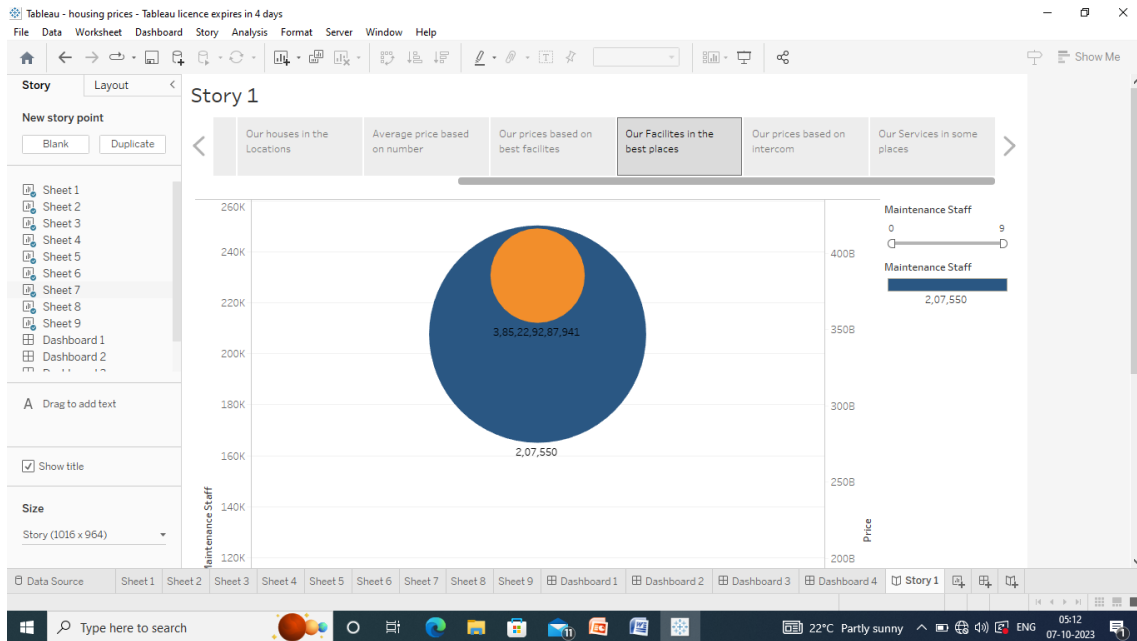 Tableau - housing prices - Tableau licence expires in 4 days
File Data Worksheet Dashboard Story Analysis Format Server Window Help
Show Me
Story Layout
New story point
Blank Duplicate
Sheet 1
Sheet 2
Sheet 3
Sheet 4
Sheet 5
Sheet 6
Sheet 7
Sheet 8
Sheet 9
Dashboard 1
Dashboard 2
A Drag to add text
Show title
Size
Story (1016 x 964)
Story 1
Our houses in the
Locations
Average price based
on number
Our prices based on
best facilites
Our Facilites in the
best places
Our prices based on
intercom
Our Services in some
places
260K
240K
220K
200K
180K
160K
140K
120K
Maintenance Staff
3,85,22,92,87,941
2,07,550
400B
350B
300B
250B
200B
Price
Maintenance Staff
0 9
Maintenance Staff
2,07,550
Data Source Sheet 1 Sheet 2 Sheet 3 Sheet 4 Sheet 5 Sheet 6 Sheet 7 Sheet 8 Sheet 9 Dashboard 1 Dashboard 2 Dashboard 3 Dashboard 4 Story 1
Type here to search
11
22°C Partly sunny
ENG
05:12
07-10-2023